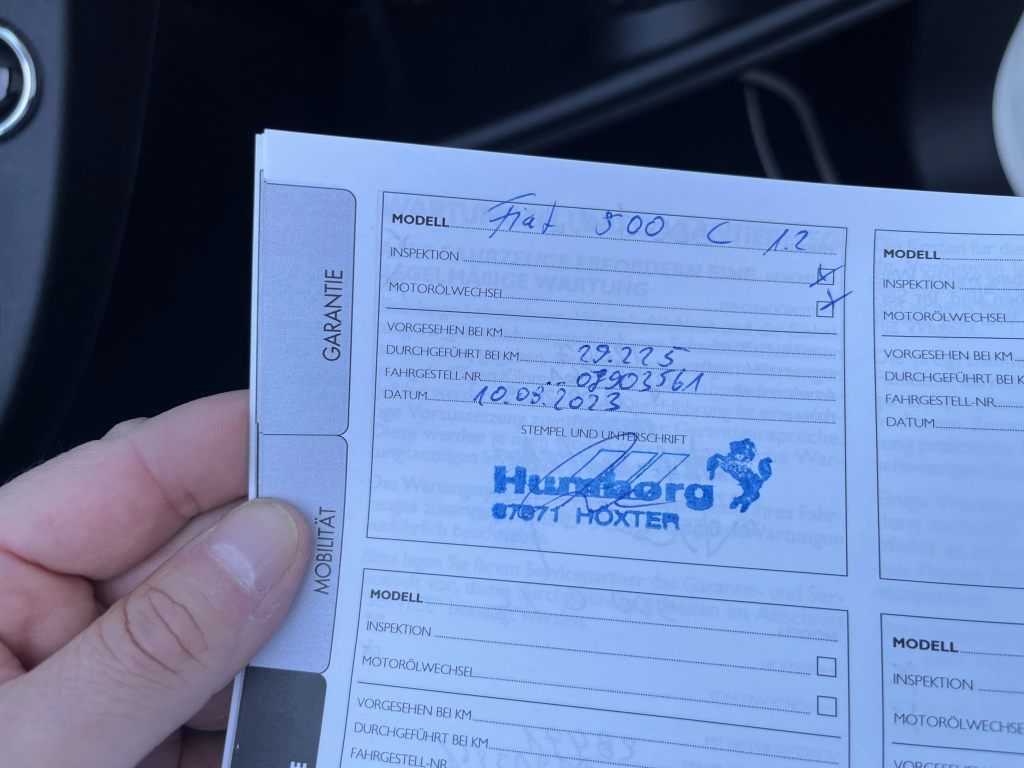 GARANTIE
MOBILITÄT
MODELL Fiat 500 C 1.2
INSPEKTION
MOTORÖLWECHSEL
VORGESEHEN BEI KM
DURCHGEFÜHRT BEI KM 29.225
FAHRGESTELL-NR. .. 07903561
DATUM 10.03.2023
STEMPEL UND UNTERSCHRIFT
Humborg
37671 HÖXTER
MODELL
INSPEKTION
MOTORÖLWECHSEL
VORGESEHEN BEI KM
DURCHGEFÜHRT BEI KM
FAHRGESTELL-NR.
MODELL
INSPEKTION
MOTORÖLWECHSEL
VORGESEHEN BEI KM
DURCHGEFÜHRT BEI K
FAHRGESTELL-NR.
DATUM
MODELL
INSPEKTION
MOTORÖLWECHSE